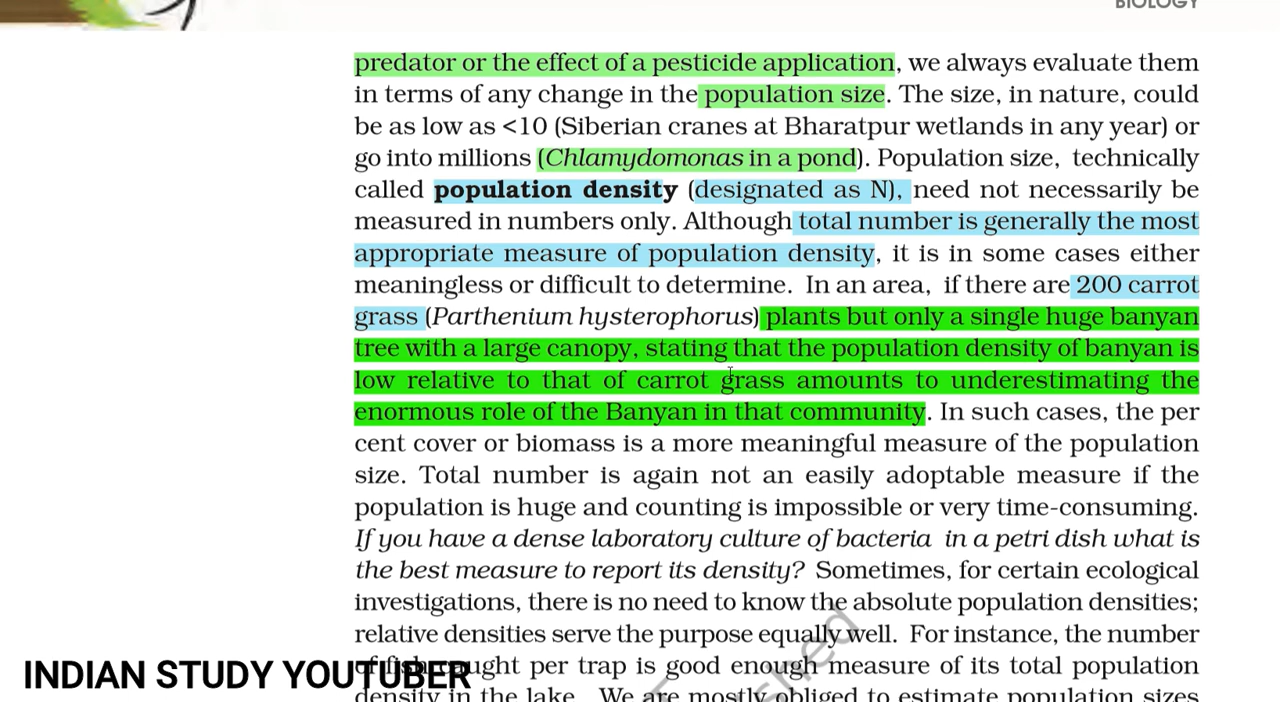 BIOLOGY
predator or the effect of a pesticide application, we always evaluate them
in terms of any change in the population size. The size, in nature, could
be as low as <10 (Siberian cranes at Bharatpur wetlands in any year) or
go into millions (Chlamydomonas in a pond). Population size, technically
called population density (designated as N), need not necessarily be
measured in numbers only. Although total number is generally the most
appropriate measure of population density, it is in some cases either
meaningless or difficult to determine. In an area, if there are 200 carrot
grass (Parthenium hysterophorus) plants but only a single huge banyan
tree with a large canopy, stating that the population density of banyan is
low relative to that of carrot grass amounts to underestimating the
enormous role of the Banyan in that community. In such cases, the per
cent cover or biomass is a more meaningful measure of the population
size. Total number is again not an easily adoptable measure if the
population is huge and counting is impossible or very time-consuming.
If you have a dense laboratory culture of bacteria in a petri dish what is
the best measure to report its density? Sometimes, for certain ecological
investigations, there is no need to know the absolute population densities;
relative densities serve the purpose equally well. For instance, the number
of fish caught per trap is good enough measure of its total population
density in the lake. We are mostly obliged to estimate population sizes
INDIAN STUDY YOUTUBER